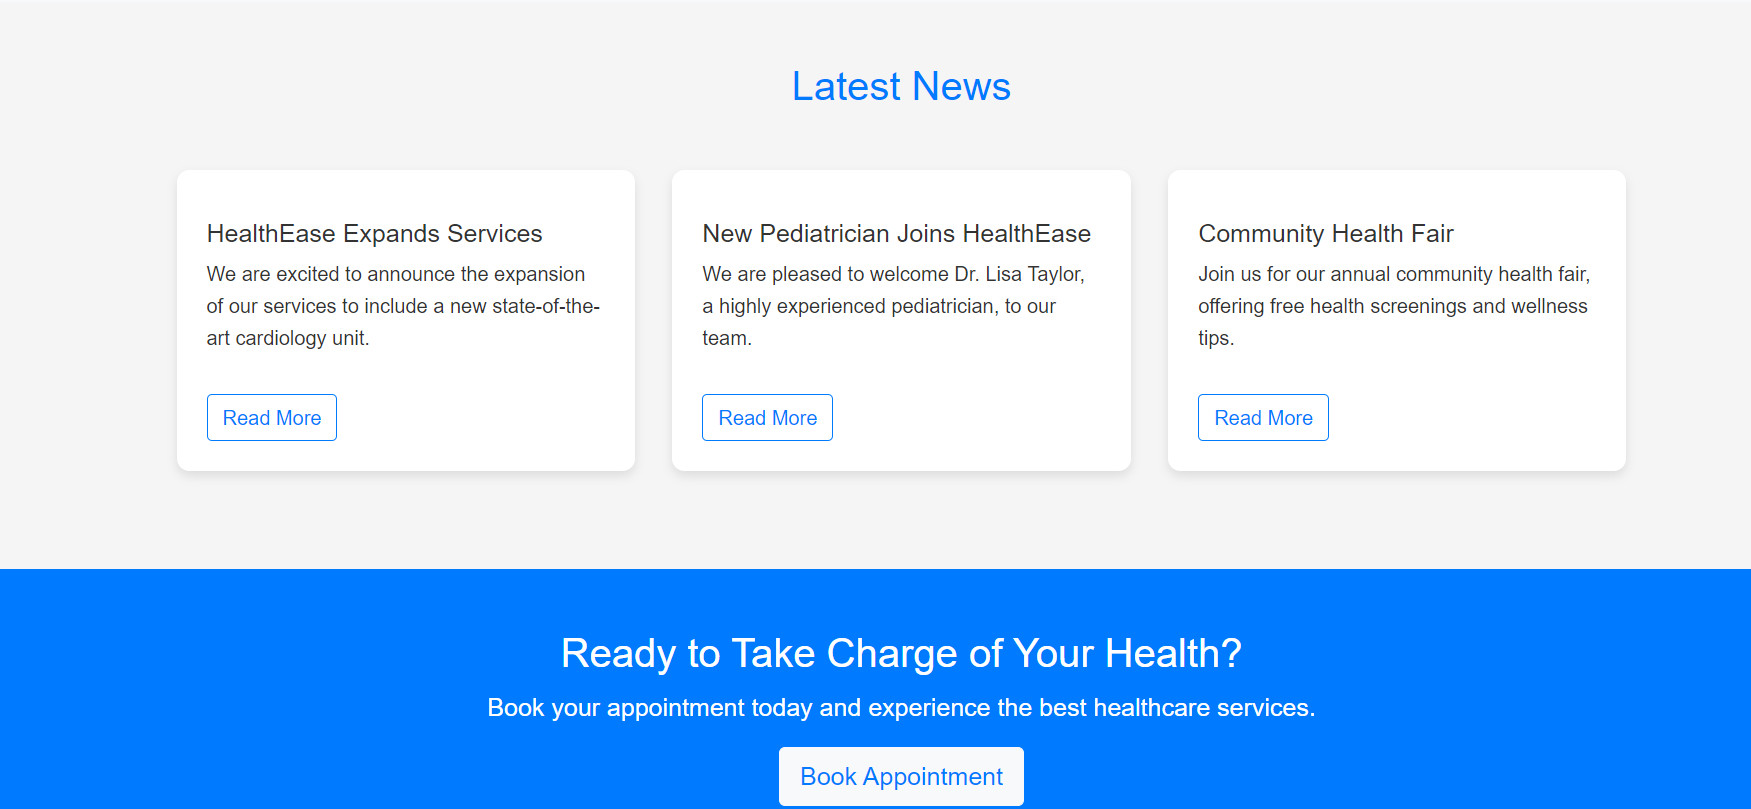 Latest News
HealthEase Expands Services
We are excited to announce the expansion
of our services to include a new state-of-the-
art cardiology unit.
Read More
New Pediatrician Joins HealthEase
We are pleased to welcome Dr. Lisa Taylor,
a highly experienced pediatrician, to our
team.
Read More
Community Health Fair
Join us for our annual community health fair,
offering free health screenings and wellness
tips.
Read More
Ready to Take Charge of Your Health?
Book your appointment today and experience the best healthcare services.
Book Appointment